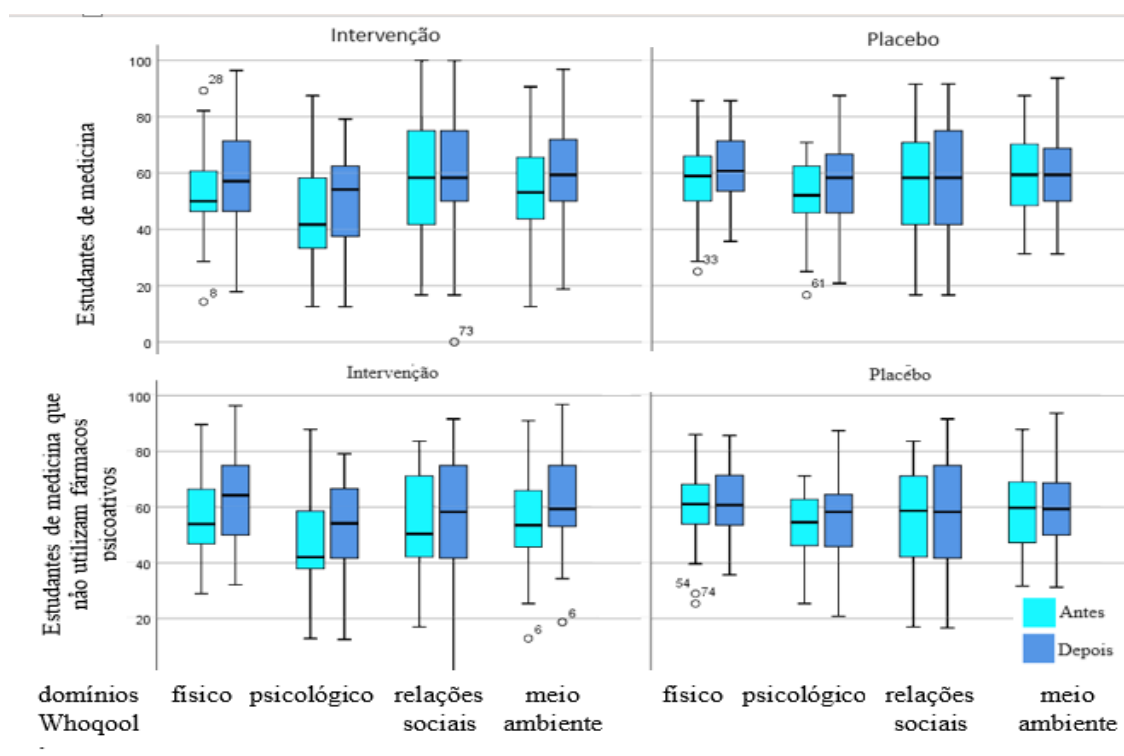 Intervenção
Placebo
100
80
60
40
20
0
Estudantes de medicina
28
8
73
33
61
Intervenção
Placebo
100
80
60
40
20
Estudantes de medicina que
não utilizam fármacos
psicoativos
6
6
54
74
Antes
Depois
domínios
Whoqool
físico
psicológico
relações
sociais
meio
ambiente
físico
psicológico
relações
sociais
meio
ambiente